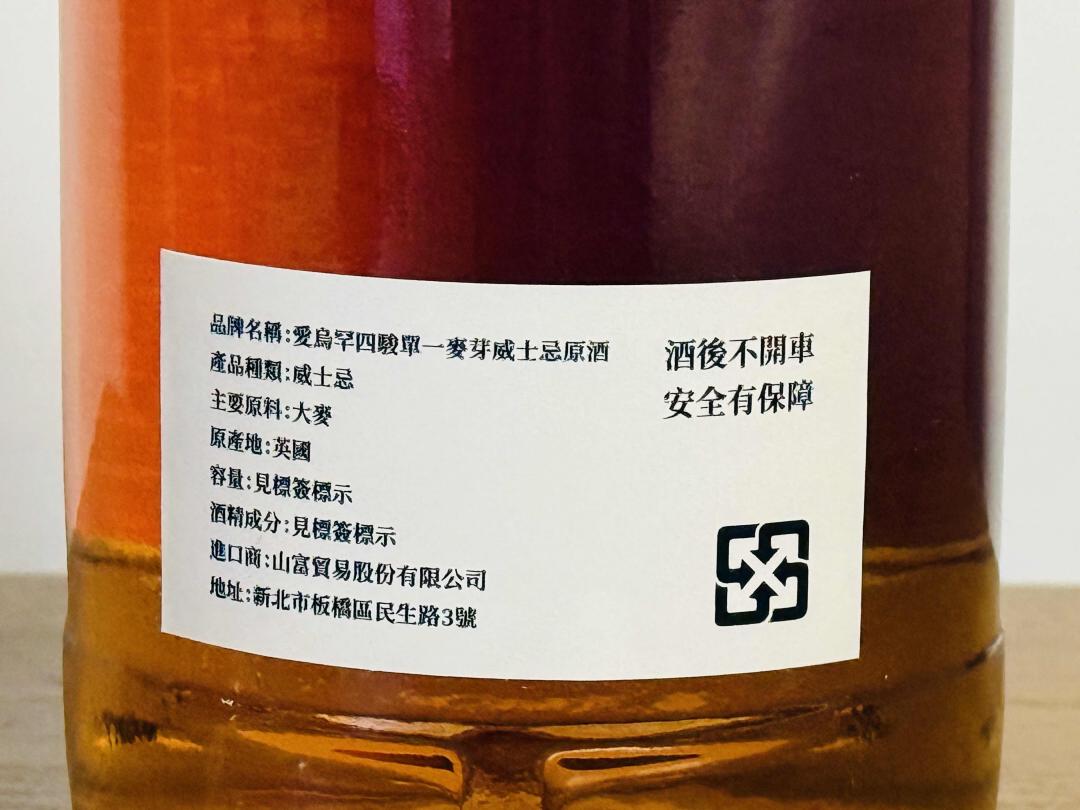 品牌名稱:愛烏罕四駿單一麥芽威士忌原酒
產品種類:威士忌
主要原料:大麥
原產地:英國
容量:見標簽標示
酒精成分:見標簽標示
進口商:山富貿易股份有限公司
地址:新北市板橋區民生路3號
酒後不開車
安全有保障